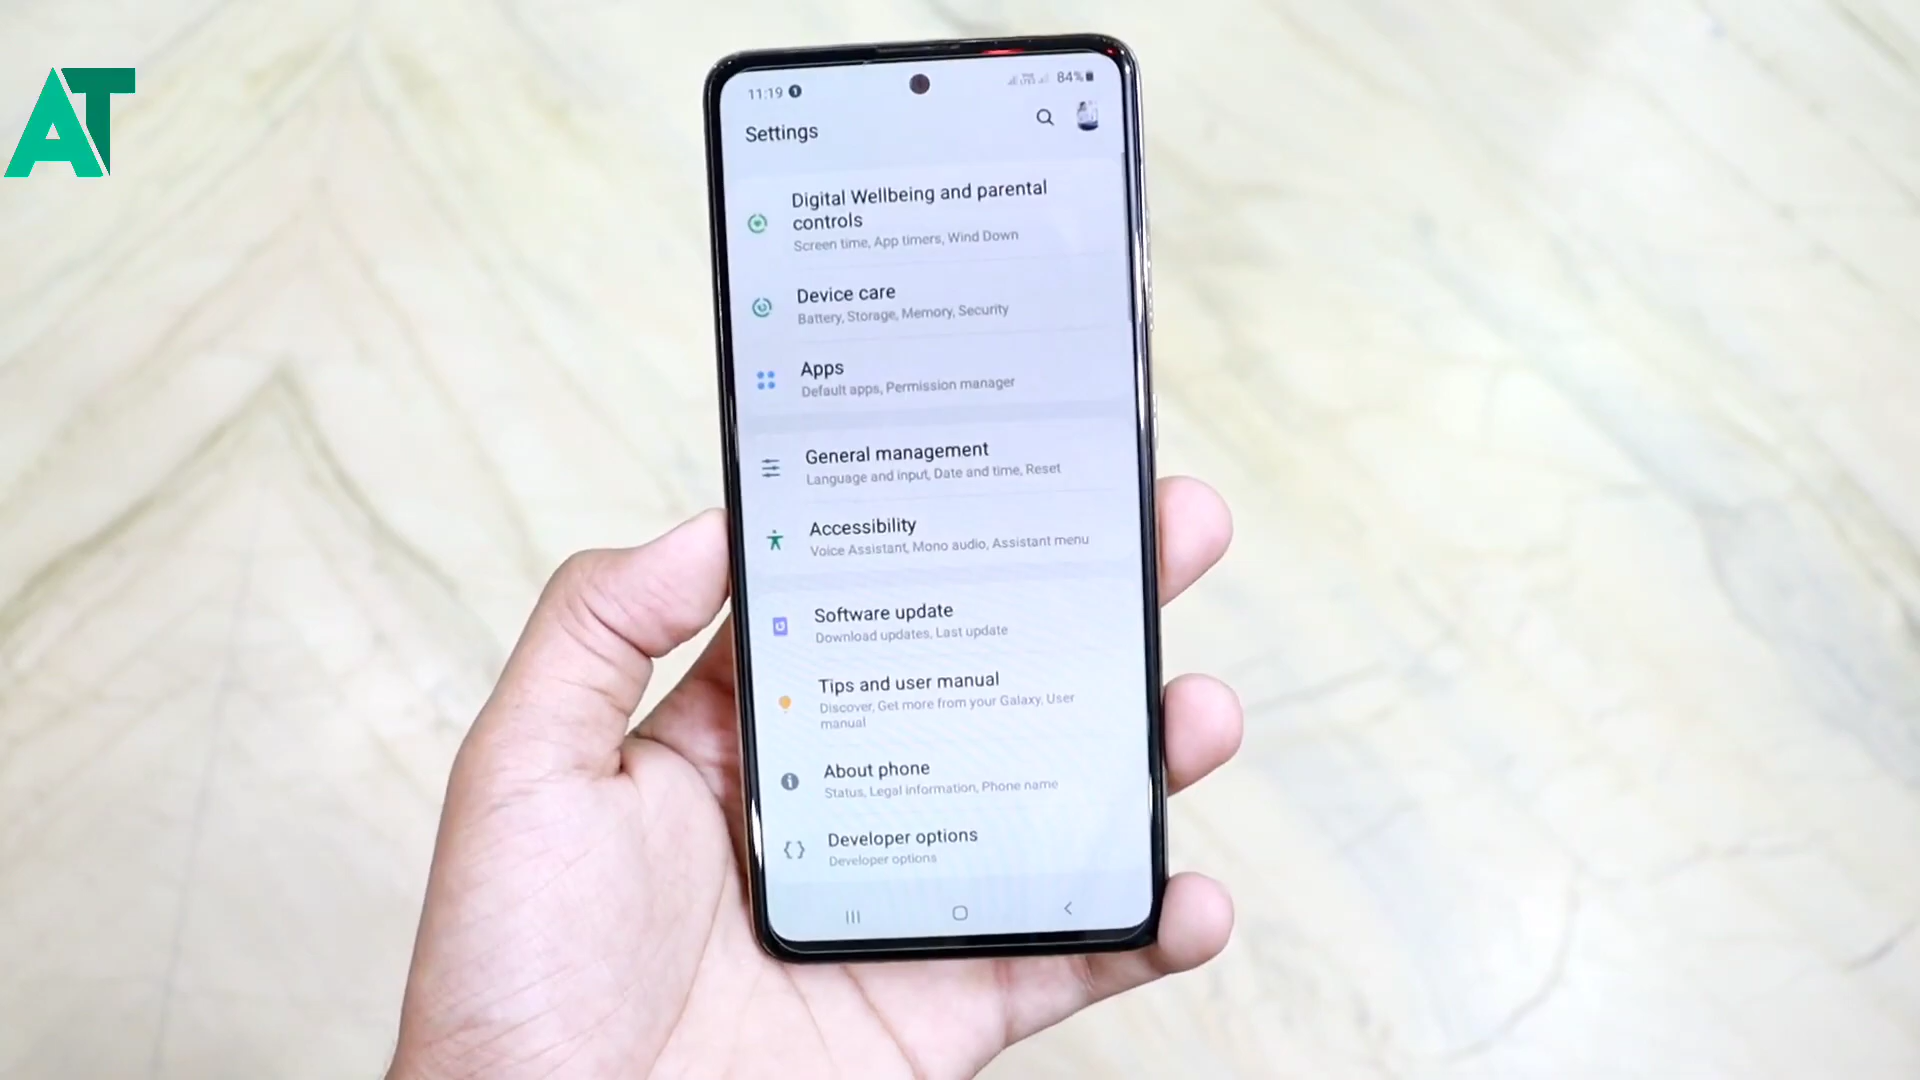 AT
11:19
84%
Settings
Digital Wellbeing and parental
controls
Screen time, App timers, Wind Down
Device care
Battery, Storage, Memory, Security
Apps
Default apps, Permission manager
General management
Language and input, Date and time, Reset
Accessibility
Voice Assistant, Mono audio, Assistant menu
Software update
Download updates, Last update
Tips and user manual
Discover, Get more from your Galaxy, User
manual
About phone
Status, Legal information, Phone name
Developer options
Developer options